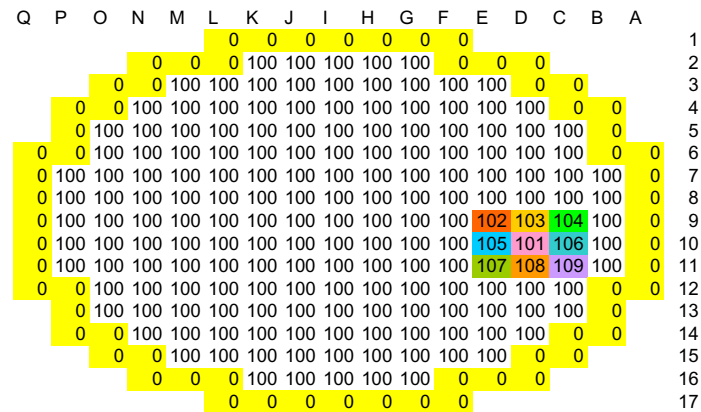 Q P O N M L K J I H G F E D C B A
0 0 0 0 0 0 0 1
0 0 0 100 100 100 100 100 0 0 0 2
0 0 100 100 100 100 100 100 100 100 100 0 0 3
0 0 100 100 100 100 100 100 100 100 100 100 100 0 0 4
0 100 100 100 100 100 100 100 100 100 100 100 100 100 0 5
0 0 100 100 100 100 100 100 100 100 100 100 100 100 100 0 0 6
0 100 100 100 100 100 100 100 100 100 100 100 100 100 100 100 0 7
0 100 100 100 100 100 100 100 100 100 100 100 100 100 100 100 0 8
0 100 100 100 100 100 100 100 100 100 100 100 102 103 104 100 0 9
0 100 100 100 100 100 100 100 100 100 100 100 105 101 106 100 0 10
0 100 100 100 100 100 100 100 100 100 100 100 107 108 109 100 0 11
0 0 100 100 100 100 100 100 100 100 100 100 100 100 100 0 0 12
0 100 100 100 100 100 100 100 100 100 100 100 100 100 0 13
0 0 100 100 100 100 100 100 100 100 100 100 100 0 0 14
0 0 100 100 100 100 100 100 100 100 100 0 0 15
0 0 0 100 100 100 100 100 0 0 0 16
0 0 0 0 0 0 0 17